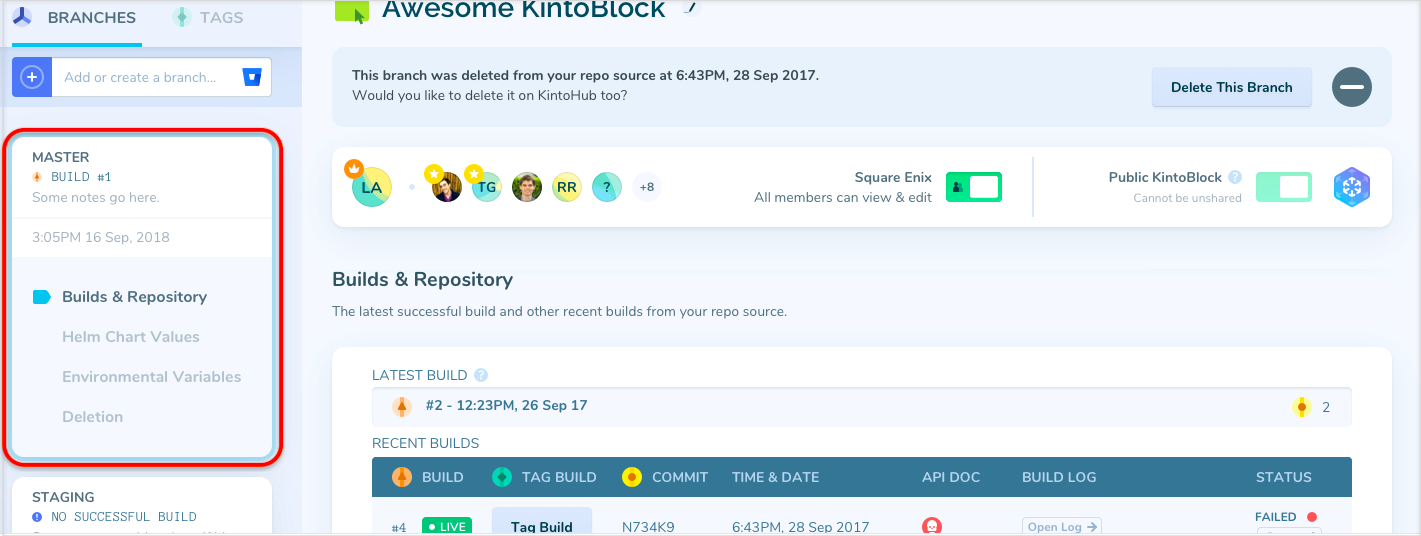 BRANCHES
TAGS
Add or create a branch...
MASTER
BUILD #1
Some notes go here.
3:05PM 16 Sep, 2018
Builds & Repository
Helm Chart Values
Environmental Variables
Deletion
STAGING
NO SUCCESSFUL BUILD
Awesome KintoBlock
This branch was deleted from your repo source at 6:43PM, 28 Sep 2017.
Would you like to delete it on KintoHub too?
Delete This Branch
LA
TG
RR
?
+8
Square Enix
All members can view & edit
Public KintoBlock ?
Cannot be unshared
Builds & Repository
The latest successful build and other recent builds from your repo source.
LATEST BUILD ?
#2 - 12:23PM, 26 Sep 17
2
RECENT BUILDS
BUILD TAG BUILD COMMIT TIME & DATE API DOC BUILD LOG STATUS
#4 LIVE Tag Build N734K9 6:43PM, 28 Sep 2017 Open Log FAILED